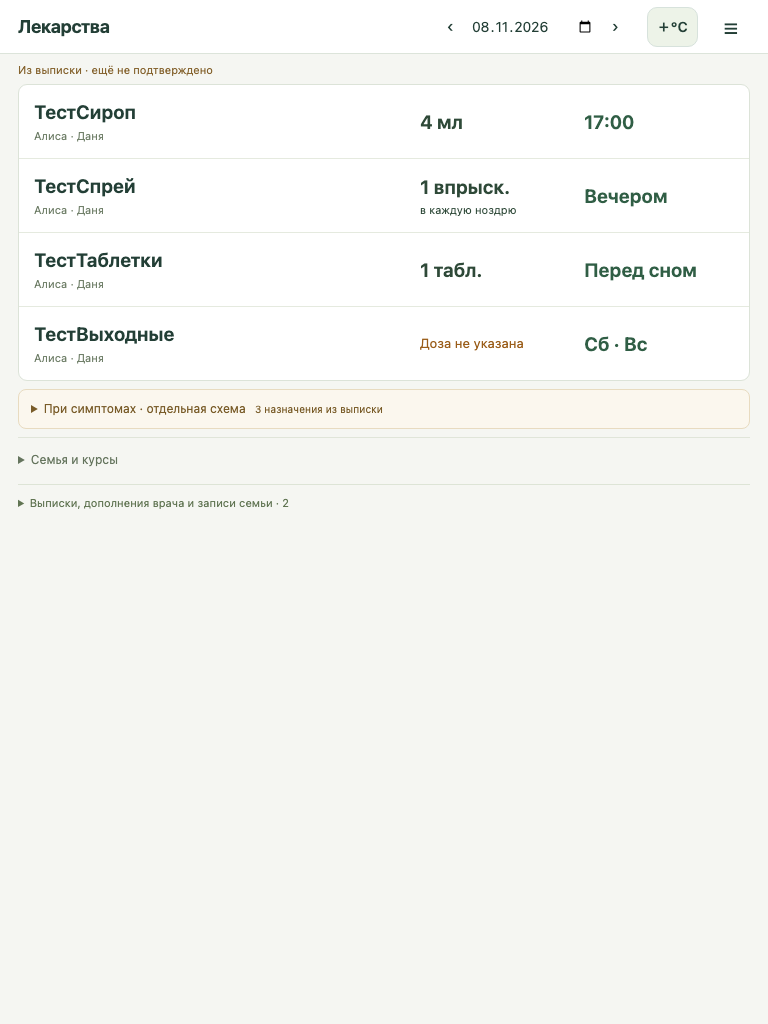 Лекарства
‹ 08.11.2026 › +°C
Из выписки · ещё не подтверждено
ТестСироп 4 мл 17:00
Алиса · Даня
ТестСпрей 1 впрыск. Вечером
Алиса · Даня в каждую ноздрю
ТестТаблетки 1 табл. Перед сном
Алиса · Даня
ТестВыходные Доза не указана Сб · Вс
Алиса · Даня
При симптомах · отдельная схема 3 назначения из выписки
Семья и курсы
Выписки, дополнения врача и записи семьи · 2